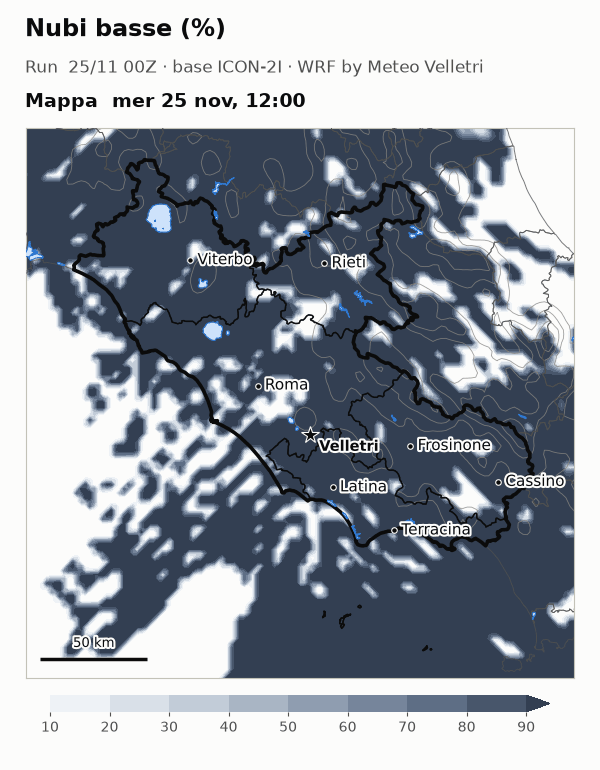 Nubi basse (%)
Run  25/11 00Z · base ICON-2I · WRF by Meteo Velletri
Mappa  mer 25 nov, 12:00
Viterbo
Rieti
Roma
Velletri
Frosinone
Cassino
Latina
Terracina
50 km
10 20 30 40 50 60 70 80 90